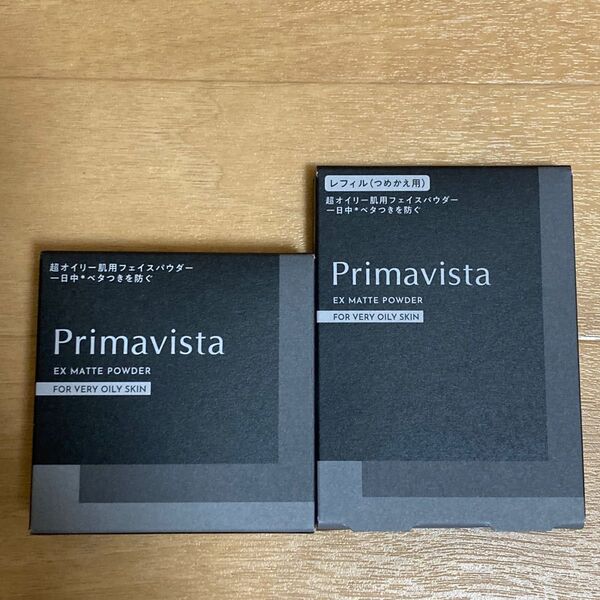 超オイリー肌用フェイスパウダー
一日中*ベタつきを防ぐ
Primavista
EX MATTE POWDER
FOR VERY OILY SKIN
レフィル(つめかえ用)
超オイリー肌用フェイスパウダー
一日中*ベタつきを防ぐ
Primavista
EX MATTE POWDER
FOR VERY OILY SKIN